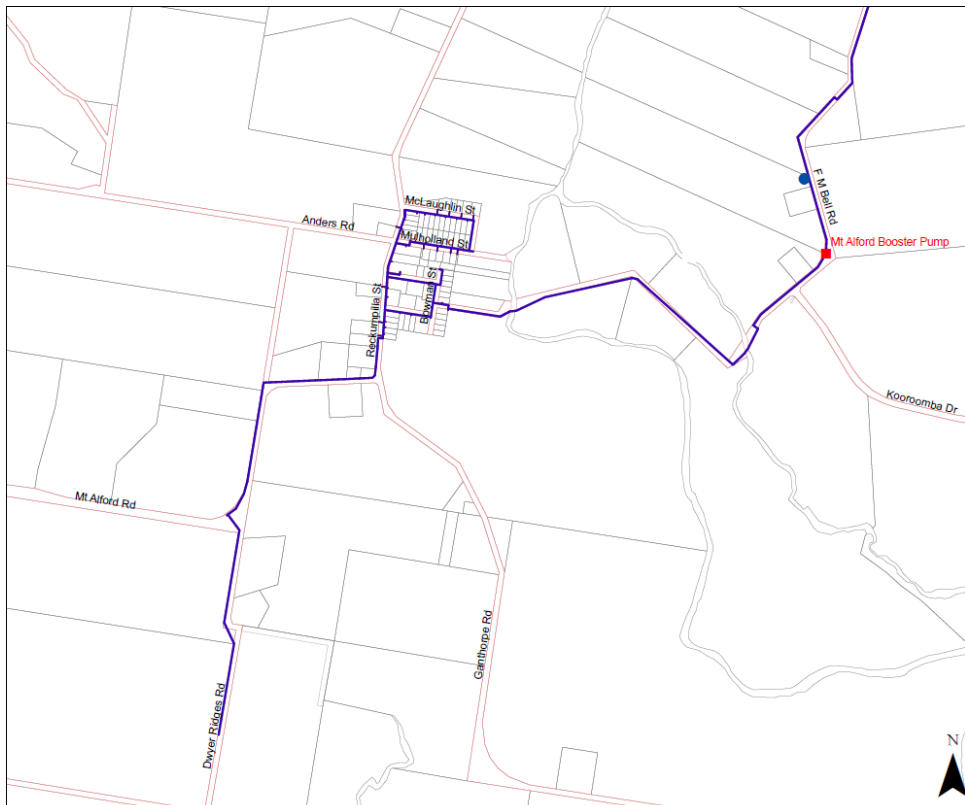 McLaughlin St
F M Bell Rd
Anders Rd
Mulholland St
Mt Alford Booster Pump
Bowman St
Reckumpilla St
Kooroomba Dr
Mt Alford Rd
Ganthorpe Rd
Dwyer Ridges Rd
N